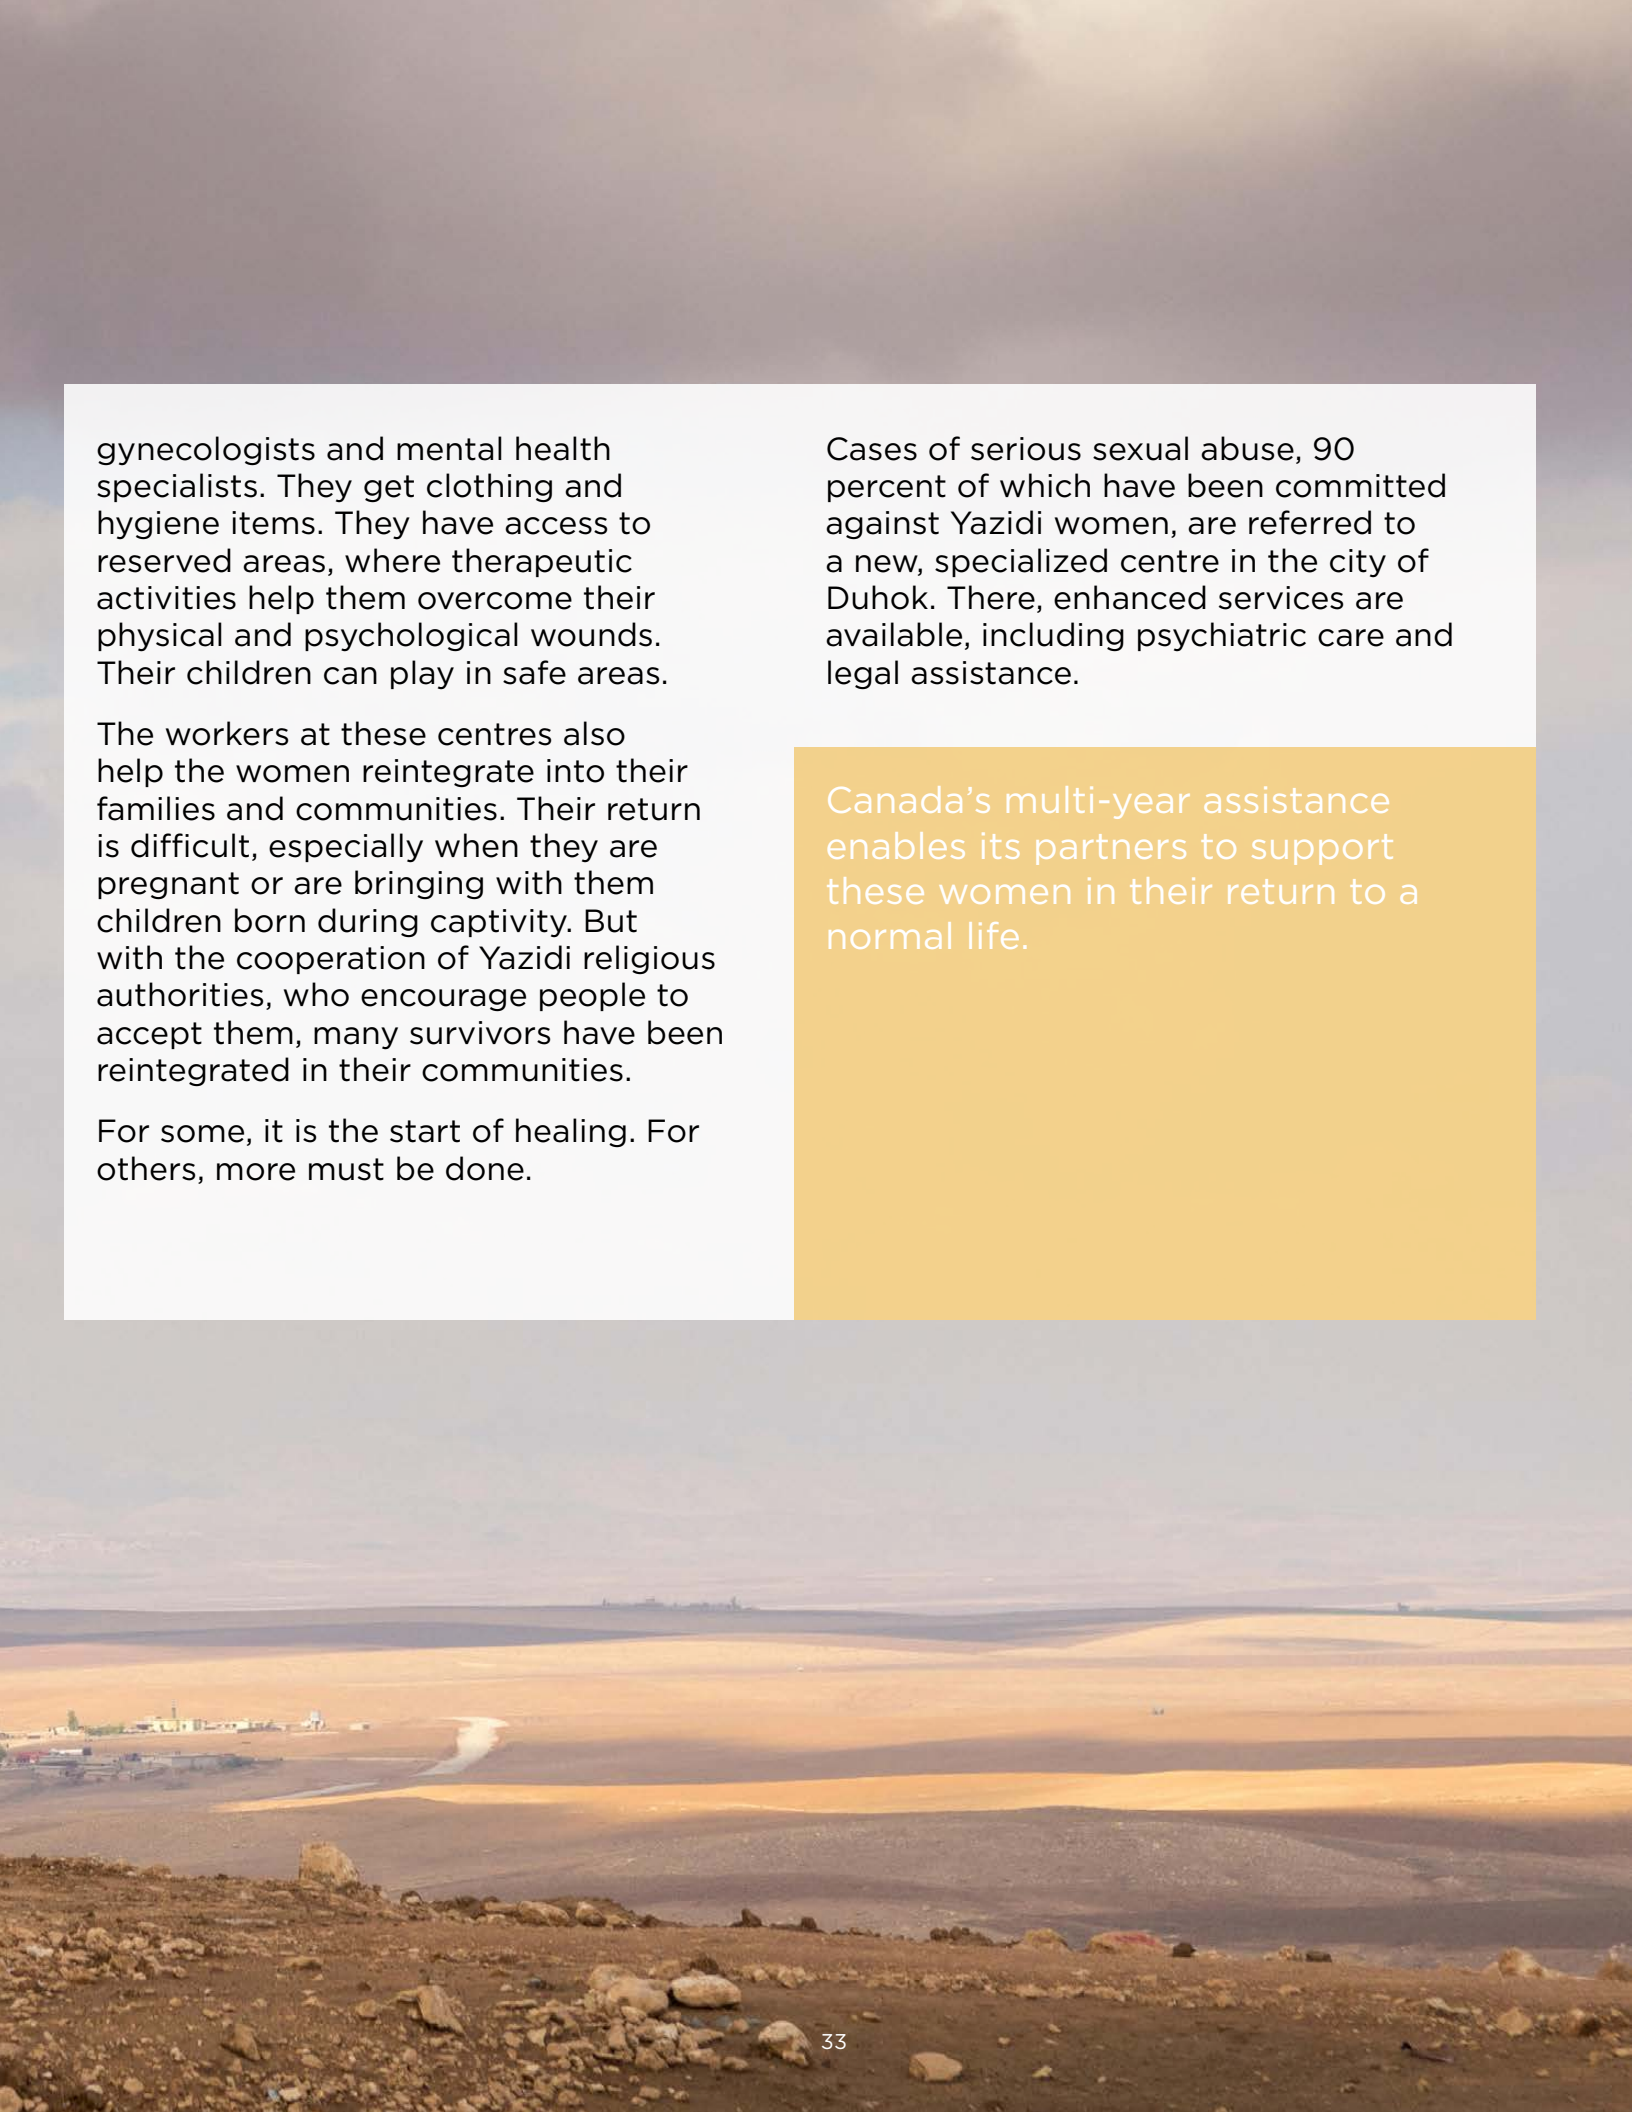 gynecologists and mental health
specialists. They get clothing and
hygiene items. They have access to
reserved areas, where therapeutic
activities help them overcome their
physical and psychological wounds.
Their children can play in safe areas.
The workers at these centres also
help the women reintegrate into their
families and communities. Their return
is difficult, especially when they are
pregnant or are bringing with them
children born during captivity. But
with the cooperation of Yazidi religious
authorities, who encourage people to
accept them, many survivors have been
reintegrated in their communities.
For some, it is the start of healing. For
others, more must be done.
Cases of serious sexual abuse, 90
percent of which have been committed
against Yazidi women, are referred to
a new, specialized centre in the city of
Duhok. There, enhanced services are
available, including psychiatric care and
legal assistance.
Canada’s multi-year assistance
enables its partners to support
these women in their return to a
normal life.
33